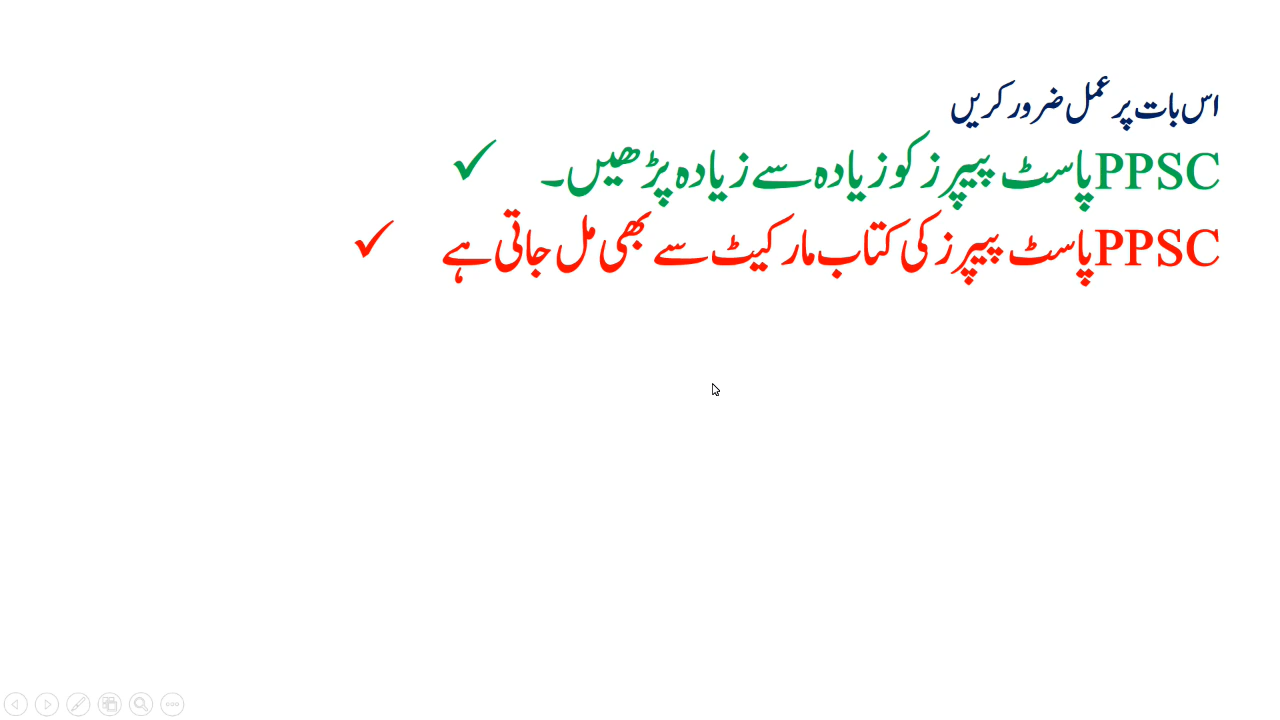 اس بات پر عمل ضرور کریں
PPSC پاسٹ پیپرز کو زیادہ سے زیادہ پڑھیں۔ ✓
PPSC پاسٹ پیپرز کی کتاب مارکیٹ سے بھی مل جاتی ہے ✓